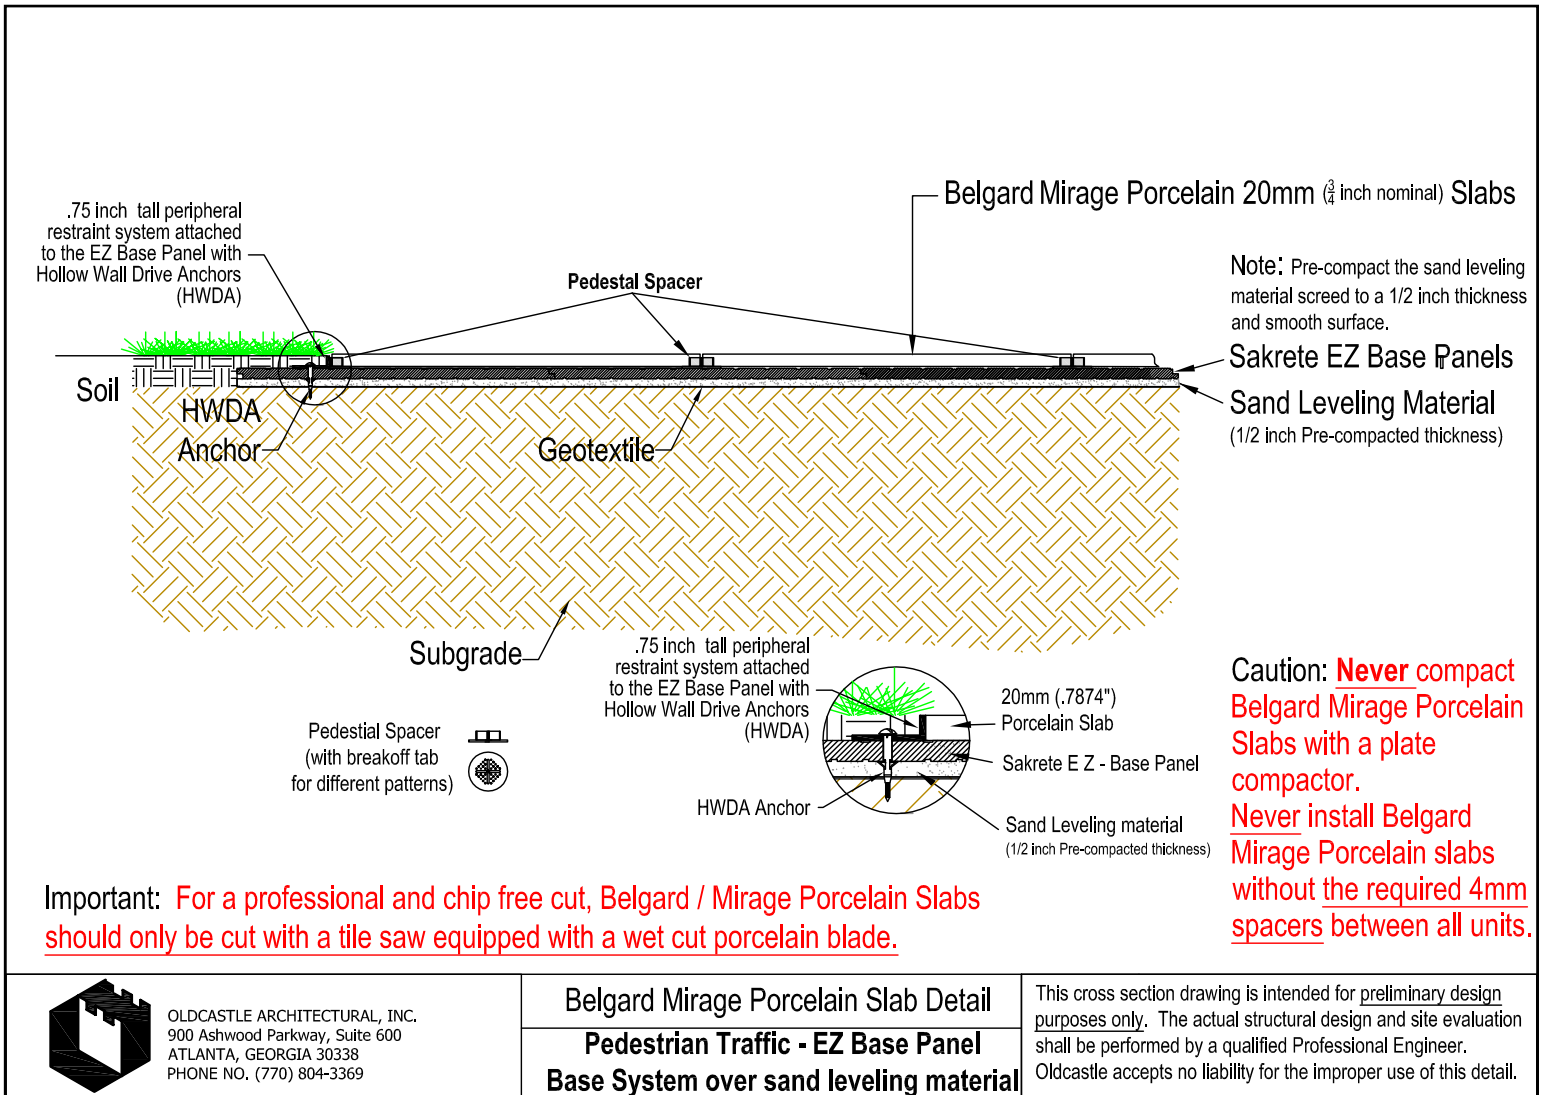 Belgard Mirage Porcelain 20mm (3/4 inch nominal) Slabs
.75 inch tall peripheral
restraint system attached
to the EZ Base Panel with
Hollow Wall Drive Anchors
(HWDA)
Pedestal Spacer
Note: Pre-compact the sand leveling
material screed to a 1/2 inch thickness
and smooth surface.
Sakrete EZ Base Panels
Sand Leveling Material
(1/2 inch Pre-compacted thickness)
Soil
HWDA
Anchor
Geotextile
Subgrade
.75 inch tall peripheral
restraint system attached
to the EZ Base Panel with
Hollow Wall Drive Anchors
(HWDA)
20mm (.7874")
Porcelain Slab
Sakrete E Z - Base Panel
HWDA Anchor
Sand Leveling material
(1/2 inch Pre-compacted thickness)
Pedestial Spacer
(with breakoff tab
for different patterns)
Caution: Never compact
Belgard Mirage Porcelain
Slabs with a plate
compactor.
Never install Belgard
Mirage Porcelain slabs
without the required 4mm
spacers between all units.
Important: For a professional and chip free cut, Belgard / Mirage Porcelain Slabs
should only be cut with a tile saw equipped with a wet cut porcelain blade.
OLDCASTLE ARCHITECTURAL, INC.
900 Ashwood Parkway, Suite 600
ATLANTA, GEORGIA 30338
PHONE NO. (770) 804-3369
Belgard Mirage Porcelain Slab Detail
Pedestrian Traffic - EZ Base Panel
Base System over sand leveling material
This cross section drawing is intended for preliminary design
purposes only. The actual structural design and site evaluation
shall be performed by a qualified Professional Engineer.
Oldcastle accepts no liability for the improper use of this detail.